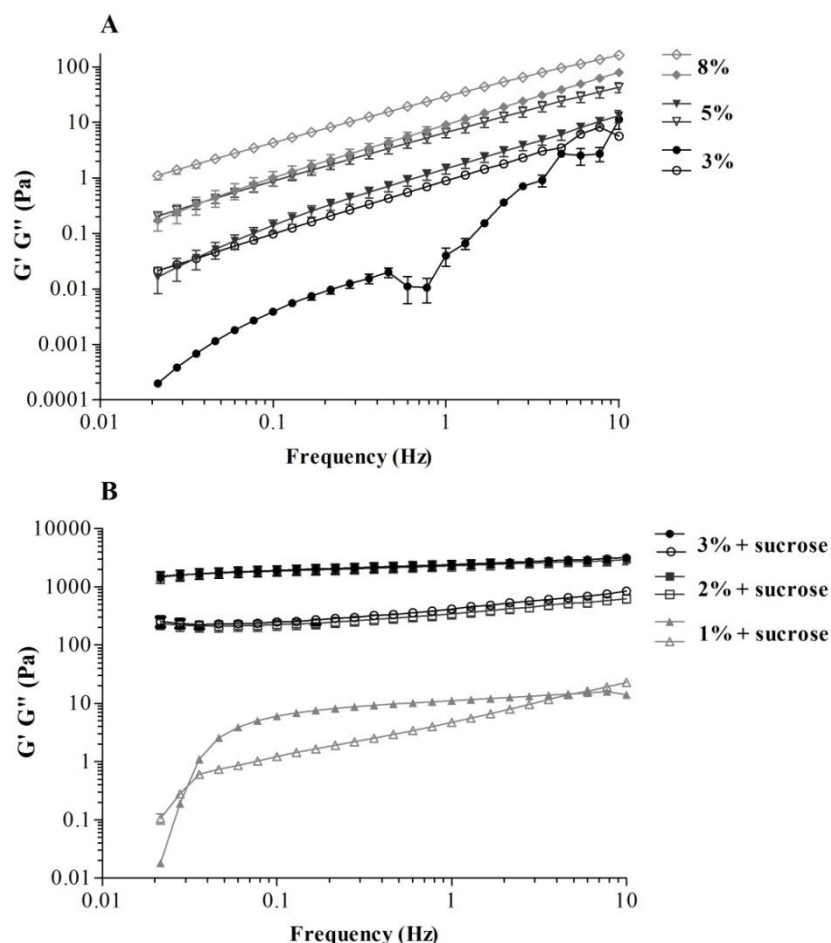 A
G' G'' (Pa)
100
10
1
0.1
0.01
0.001
0.0001
0.01
0.1
1
10
Frequency (Hz)
8%
5%
3%
B
G' G'' (Pa)
10000
1000
100
10
1
0.1
0.01
0.01
0.1
1
10
Frequency (Hz)
3% + sucrose
2% + sucrose
1% + sucrose